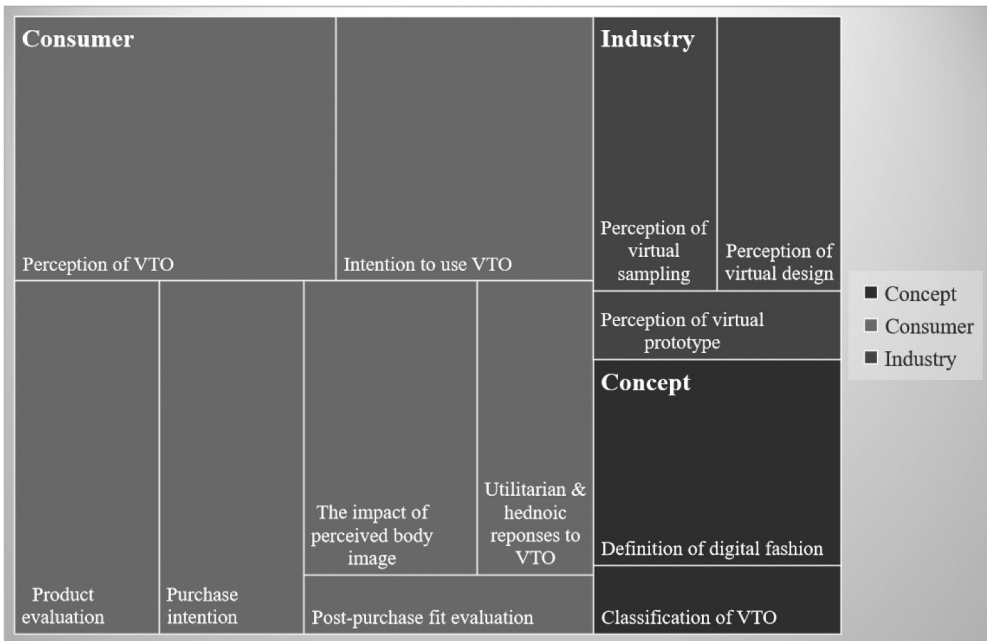 Consumer
Perception of VTO
Intention to use VTO
Product
evaluation
Purchase
intention
The impact of
perceived body
image
Utilitarian &
hednoic
reponses to
VTO
Post-purchase fit evaluation
Industry
Perception of
virtual
sampling
Perception of
virtual design
Perception of virtual
prototype
Concept
Definition of digital fashion
Classification of VTO
Concept
Consumer
Industry